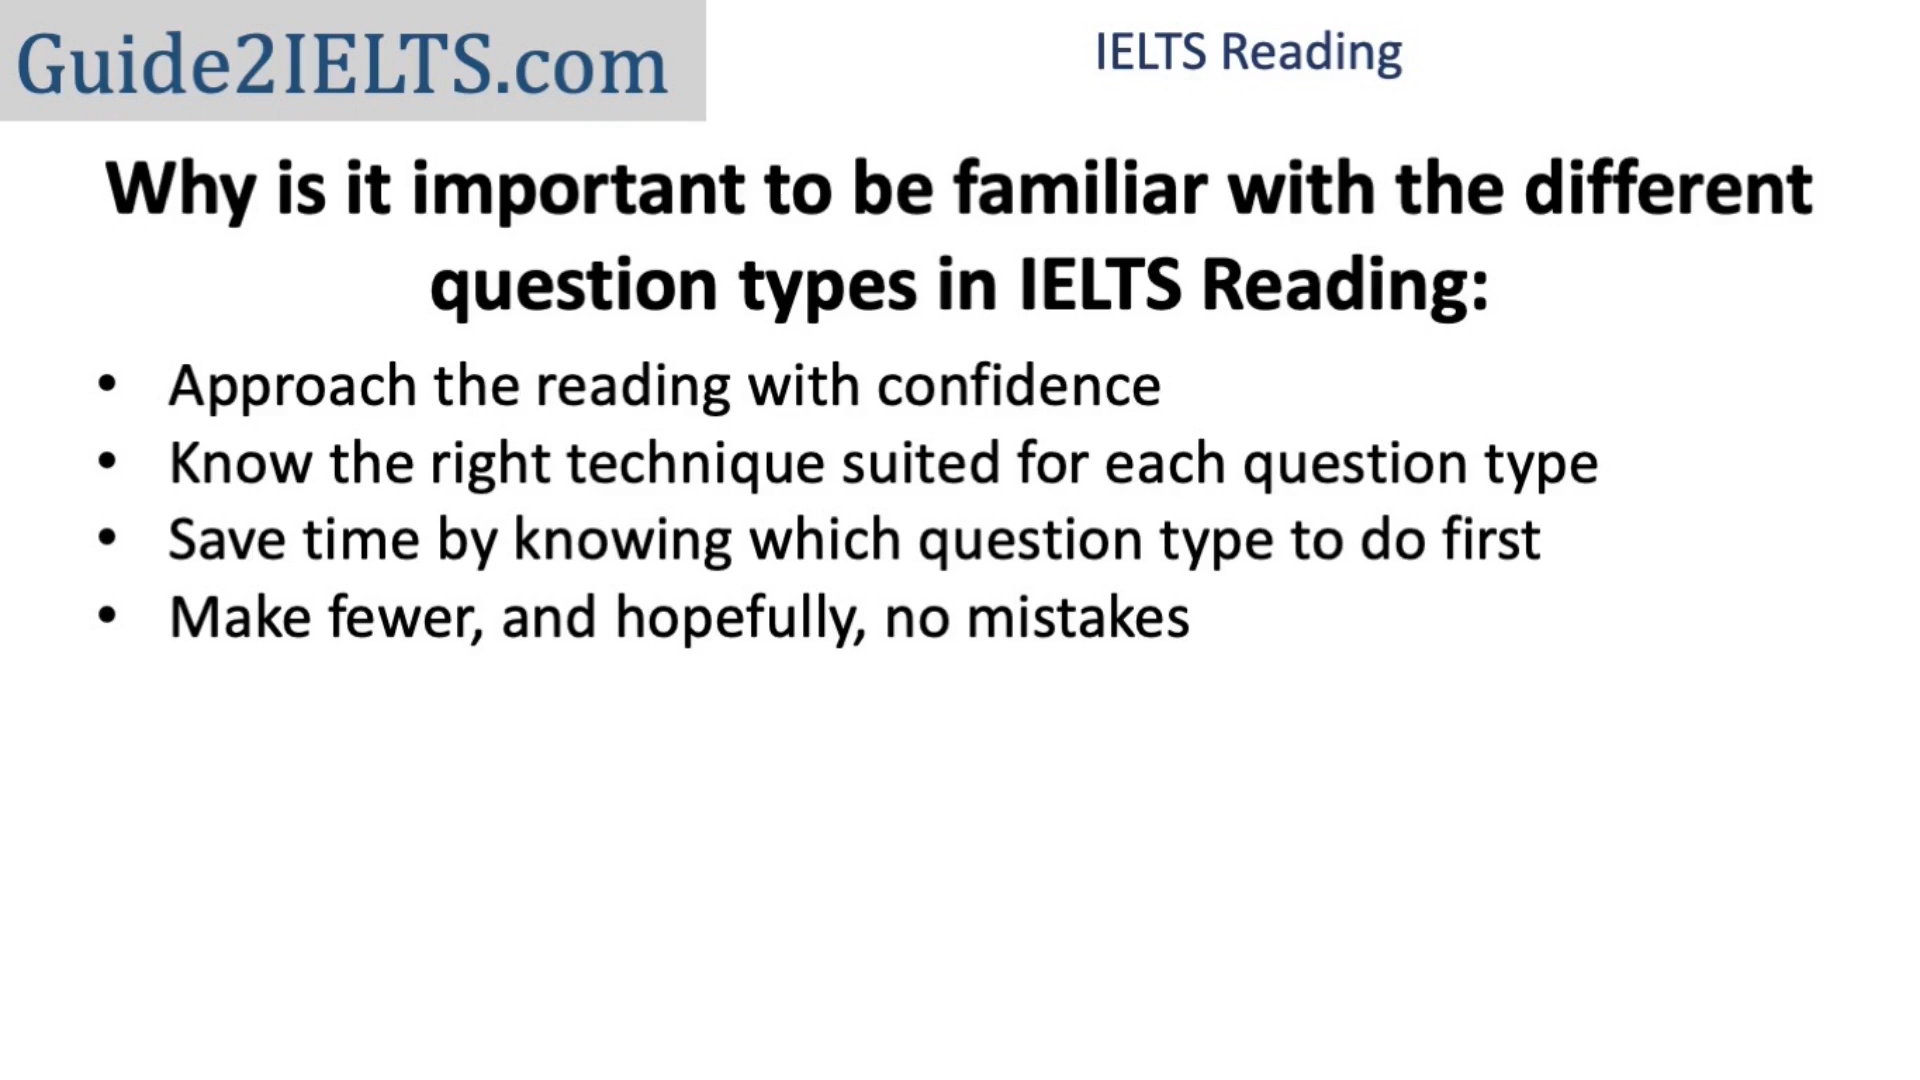 Guide2IELTS.com
IELTS Reading
Why is it important to be familiar with the different
question types in IELTS Reading:
• Approach the reading with confidence
• Know the right technique suited for each question type
• Save time by knowing which question type to do first
• Make fewer, and hopefully, no mistakes